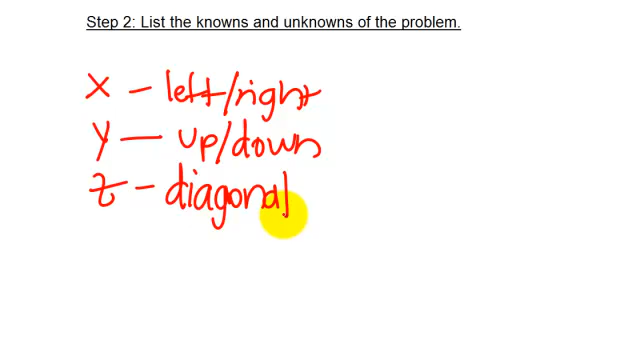 Step 2: List the knowns and unknowns of the problem.
x - left/right
y - up/down
z - diagonal